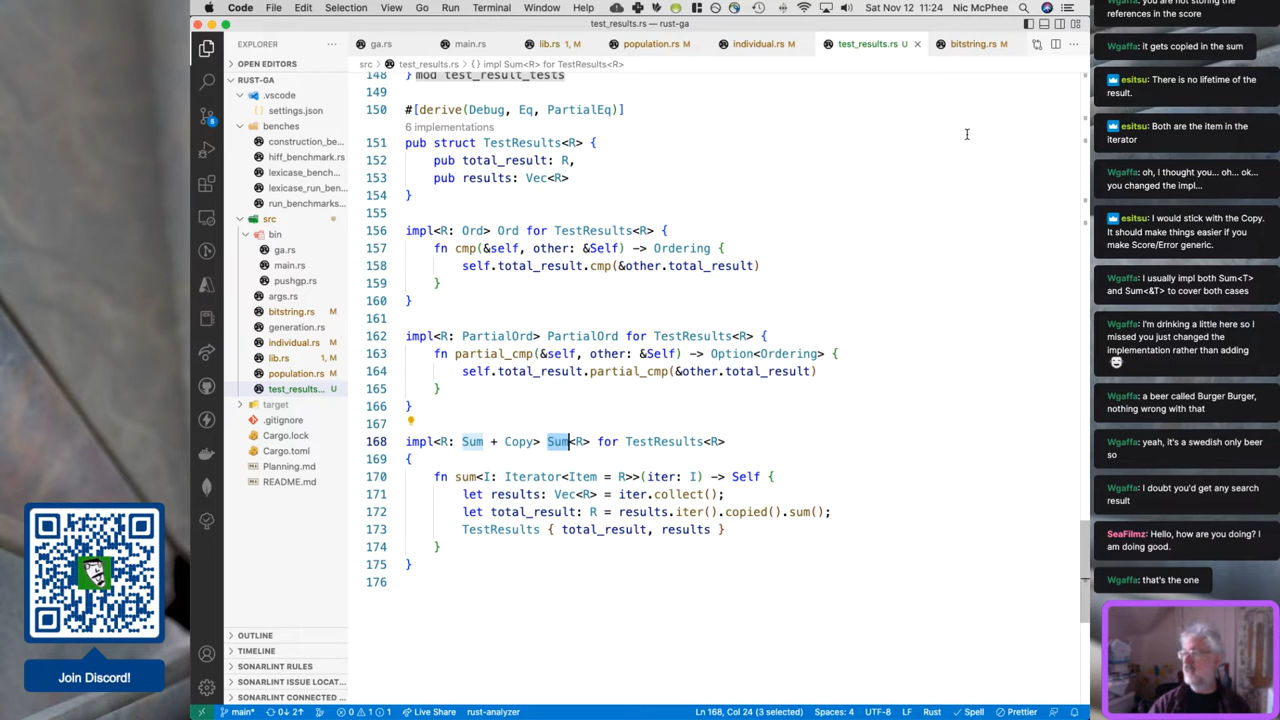 Code File Edit Selection View Go Run Terminal Window Help Sat Nov 12 11:24 Nic McPhee
test_results.rs — rust-ga
EXPLORER
OPEN EDITORS
RUST-GA
.vscode
settings.json
benches
construction_be...
hiff_benchmark.rs
lexicase_bench...
lexicase_run_ben...
run_benchmarks...
src
bin
ga.rs
main.rs
pushgp.rs
args.rs
bitstring.rs M
generation.rs
individual.rs M
lib.rs 1, M
population.rs M
test_results... U
target
.gitignore
Cargo.lock
Cargo.toml
Planning.md
README.md
OUTLINE
TIMELINE
SONARLINT RULES
SONARLINT ISSUE LOCAT...
SONARLINT CONNECTED ...
ga.rs main.rs lib.rs 1, M population.rs M individual.rs M test_results.rs U bitstring.rs M
src test_results.rs {} impl Sum<R> for TestResults<R>
148 } mod test_result_tests
149
150 #[derive(Debug, Eq, PartialEq)]
6 implementations
151 pub struct TestResults<R> {
152 pub total_result: R,
153 pub results: Vec<R>
154 }
155
156 impl<R: Ord> Ord for TestResults<R> {
157 fn cmp(&self, other: &Self) -> Ordering {
158 self.total_result.cmp(&other.total_result)
159 }
160 }
161
162 impl<R: PartialOrd> PartialOrd for TestResults<R> {
163 fn partial_cmp(&self, other: &Self) -> Option<Ordering> {
164 self.total_result.partial_cmp(&other.total_result)
165 }
166 }
167
168 impl<R: Sum + Copy> Sum<R> for TestResults<R>
169 {
170 fn sum<I: Iterator<Item = R>>(iter: I) -> Self {
171 let results: Vec<R> = iter.collect();
172 let total_result: R = results.iter().copied().sum();
173 TestResults { total_result, results }
174 }
175 }
176
main* 0↓ 2↑ 0 1 1 Live Share rust-analyzer Ln 168, Col 24 (3 selected) Spaces: 4 UTF-8 LF Rust Spell Prettier
5
Join Discord!
you are not storing the
references in the score
Wgaffa: it gets copied in the sum
esitsu: There is no lifetime of the
result.
esitsu: Both are the item in the
iterator
Wgaffa: oh, I thought you... oh... ok...
you changed the impl...
esitsu: I would stick with the Copy.
It should make things easier if you
make Score/Error generic.
Wgaffa: I usually impl both Sum<T>
and Sum<&T> to cover both cases
Wgaffa: I'm drinking a little here so I
missed you just changed the
implementation rather than adding
Wgaffa: a beer called Burger Burger,
nothing wrong with that
Wgaffa: yeah, it's a swedish only beer
so
Wgaffa: I doubt you'd get any search
result
SeaFilmz: Hello, how are you doing? I
am doing good.
Wgaffa: that's the one